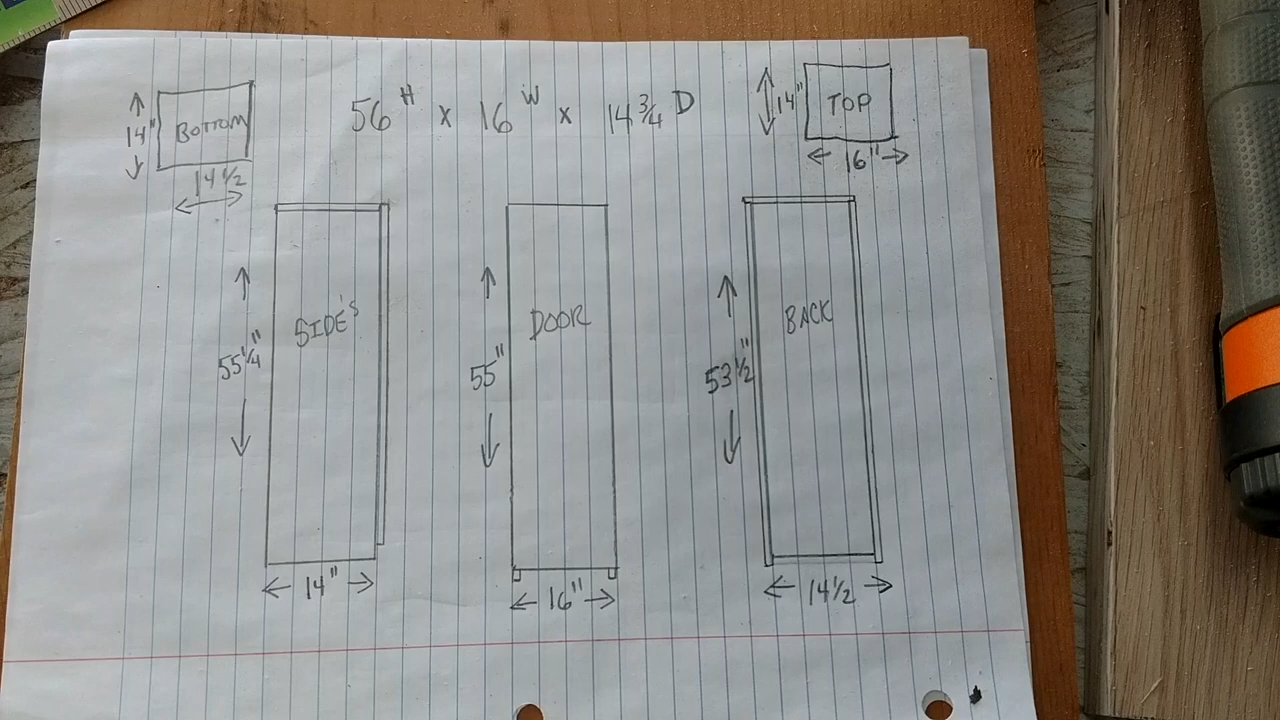 56 H x 16 W x 14 3/4 D
14"
BOTTOM
14 1/2
14"
TOP
16"
55 1/4"
SIDE'S
14"
55"
DOOR
16"
53 1/2"
BACK
14 1/2